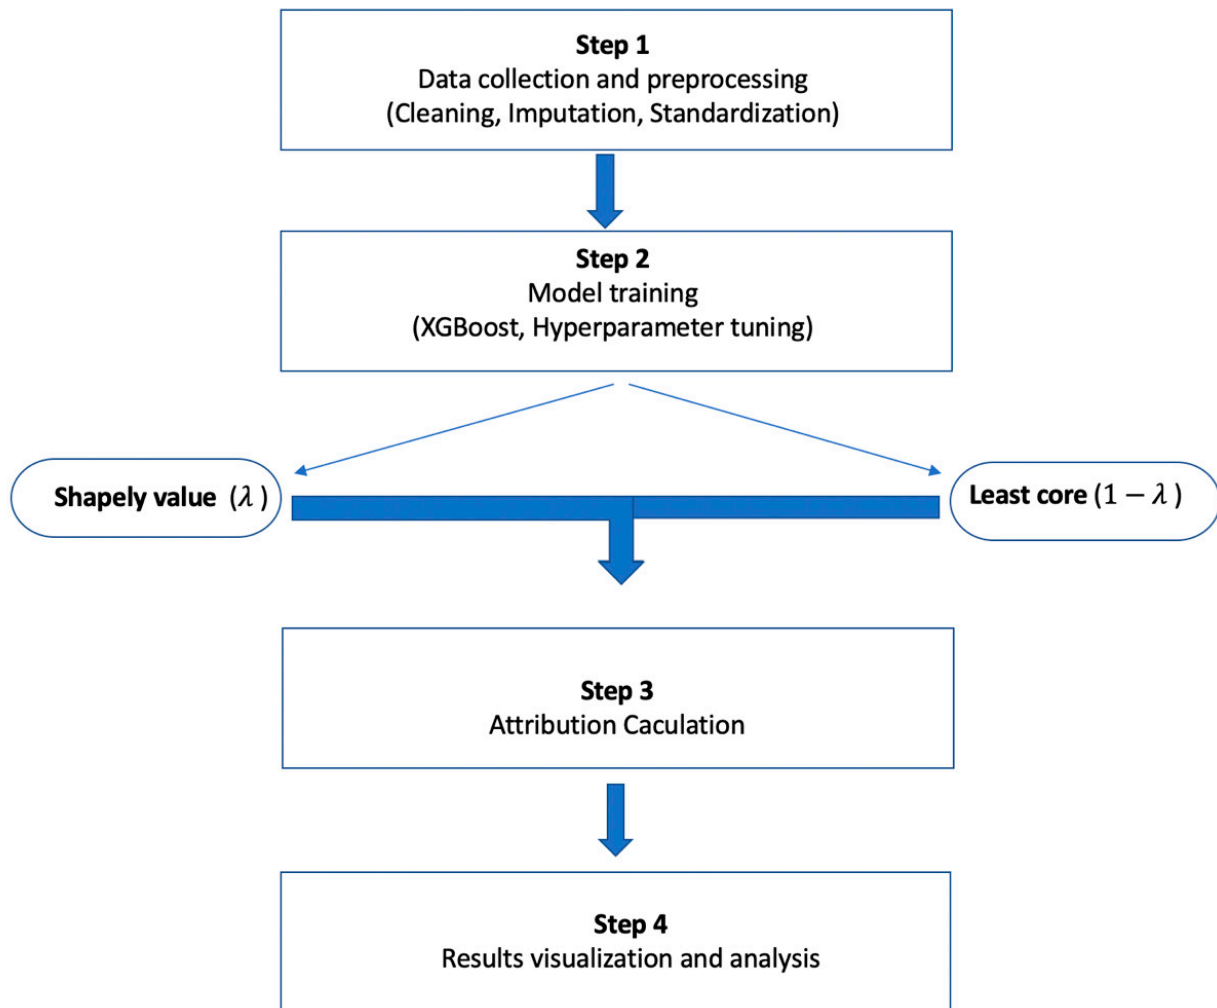 Step 1
Data collection and preprocessing
(Cleaning, Imputation, Standardization)
Step 2
Model training
(XGBoost, Hyperparameter tuning)
Shapely value (λ)
Least core (1 − λ)
Step 3
Attribution Caculation
Step 4
Results visualization and analysis